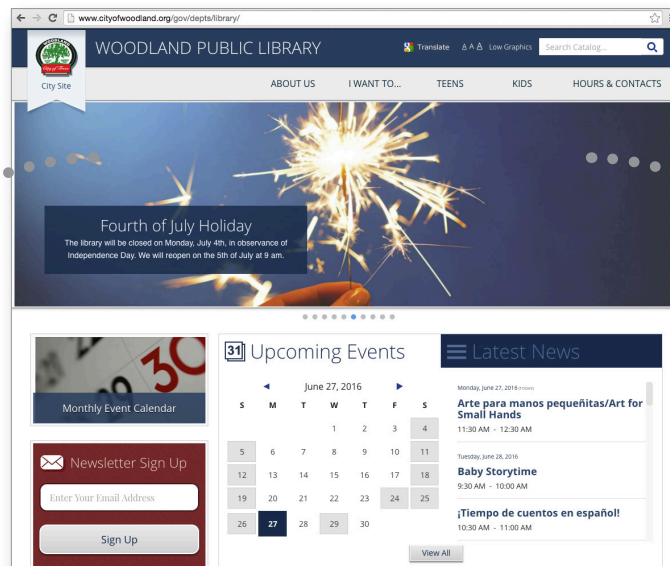 www.cityofwoodland.org/gov/depts/library/
WOODLAND PUBLIC LIBRARY
Translate A A A Low Graphics Search Catalog...
WOODLAND
City of Trees
City Site
ABOUT US I WANT TO... TEENS KIDS HOURS & CONTACTS
Fourth of July Holiday
The library will be closed on Monday, July 4th, in observance of
Independence Day. We will reopen on the 5th of July at 9 am.
30
Monthly Event Calendar
Newsletter Sign Up
Enter Your Email Address
Sign Up
31 Upcoming Events
June 27, 2016
S M T W T F S
1 2 3 4
5 6 7 8 9 10 11
12 13 14 15 16 17 18
19 20 21 22 23 24 25
26 27 28 29 30
Latest News
Monday, June 27, 2016 (TODAY)
Arte para manos pequeñitas/Art for
Small Hands
11:30 AM - 12:30 AM
Tuesday, June 28, 2016
Baby Storytime
9:30 AM - 10:00 AM
¡Tiempo de cuentos en español!
10:30 AM - 11:00 AM
View All